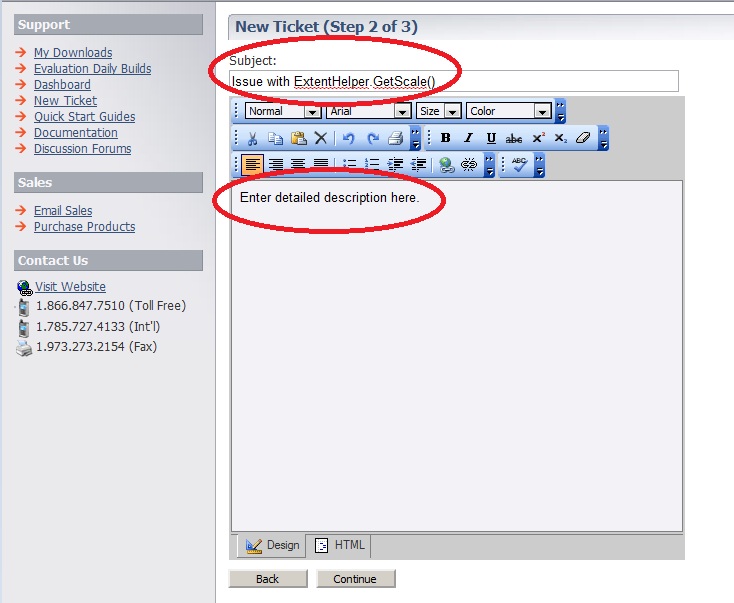 Support
My Downloads
Evaluation Daily Builds
Dashboard
New Ticket
Quick Start Guides
Documentation
Discussion Forums
Sales
Email Sales
Purchase Products
Contact Us
Visit Website
1.866.847.7510 (Toll Free)
1.785.727.4133 (Int'l)
1.973.273.2154 (Fax)
New Ticket (Step 2 of 3)
Subject:
Issue with ExtentHelper.GetScale()
Normal Arial Size Color
B I U abc x² x₂
ABC
Enter detailed description here.
Design HTML
Back Continue